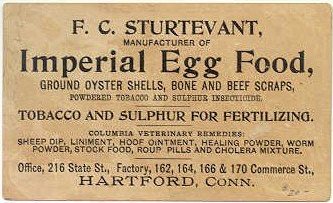 F. C. STURTEVANT,
MANUFACTURER OF
Imperial Egg Food,
GROUND OYSTER SHELLS, BONE AND BEEF SCRAPS,
POWDERED TOBACCO AND SULPHUR INSECTICIDE.
TOBACCO AND SULPHUR FOR FERTILIZING.
COLUMBIA VETERINARY REMEDIES:
SHEEP DIP, LINIMENT, HOOF OINTMENT, HEALING POWDER, WORM
POWDER, STOCK FOOD, ROUP PILLS AND CHOLERA MIXTURE.
Office, 216 State St., Factory, 162, 164, 166 & 170 Commerce St.,
HARTFORD, CONN.